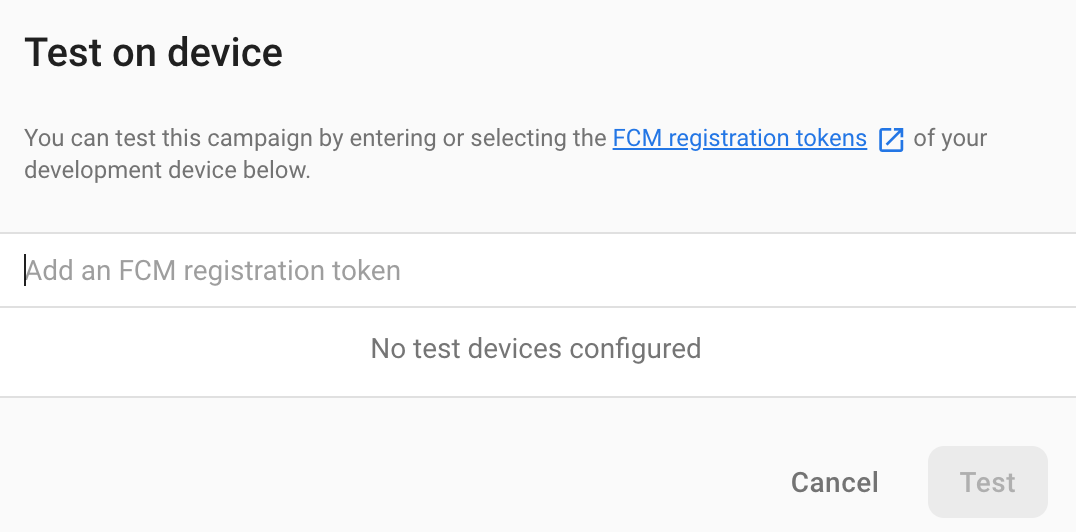 Test on device
You can test this campaign by entering or selecting the FCM registration tokens of your
development device below.
Add an FCM registration token
No test devices configured
Cancel Test